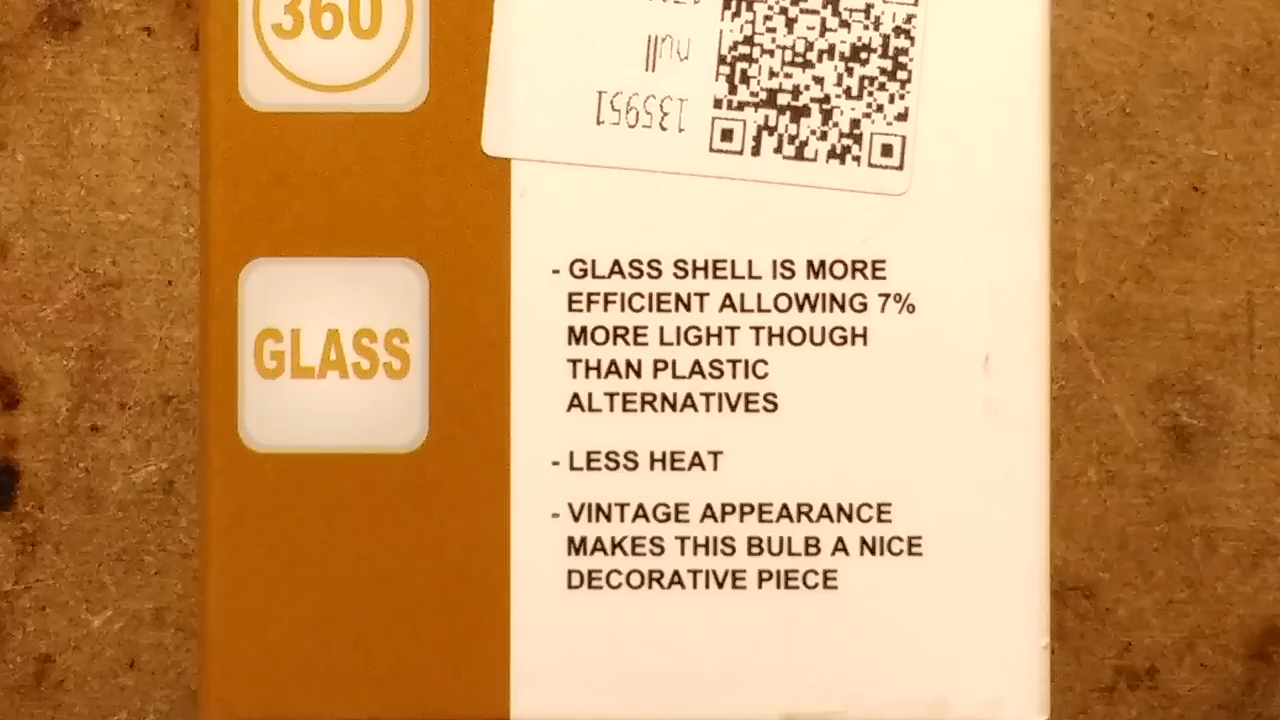 360
null
135951
GLASS
- GLASS SHELL IS MORE
EFFICIENT ALLOWING 7%
MORE LIGHT THOUGH
THAN PLASTIC
ALTERNATIVES
- LESS HEAT
- VINTAGE APPEARANCE
MAKES THIS BULB A NICE
DECORATIVE PIECE